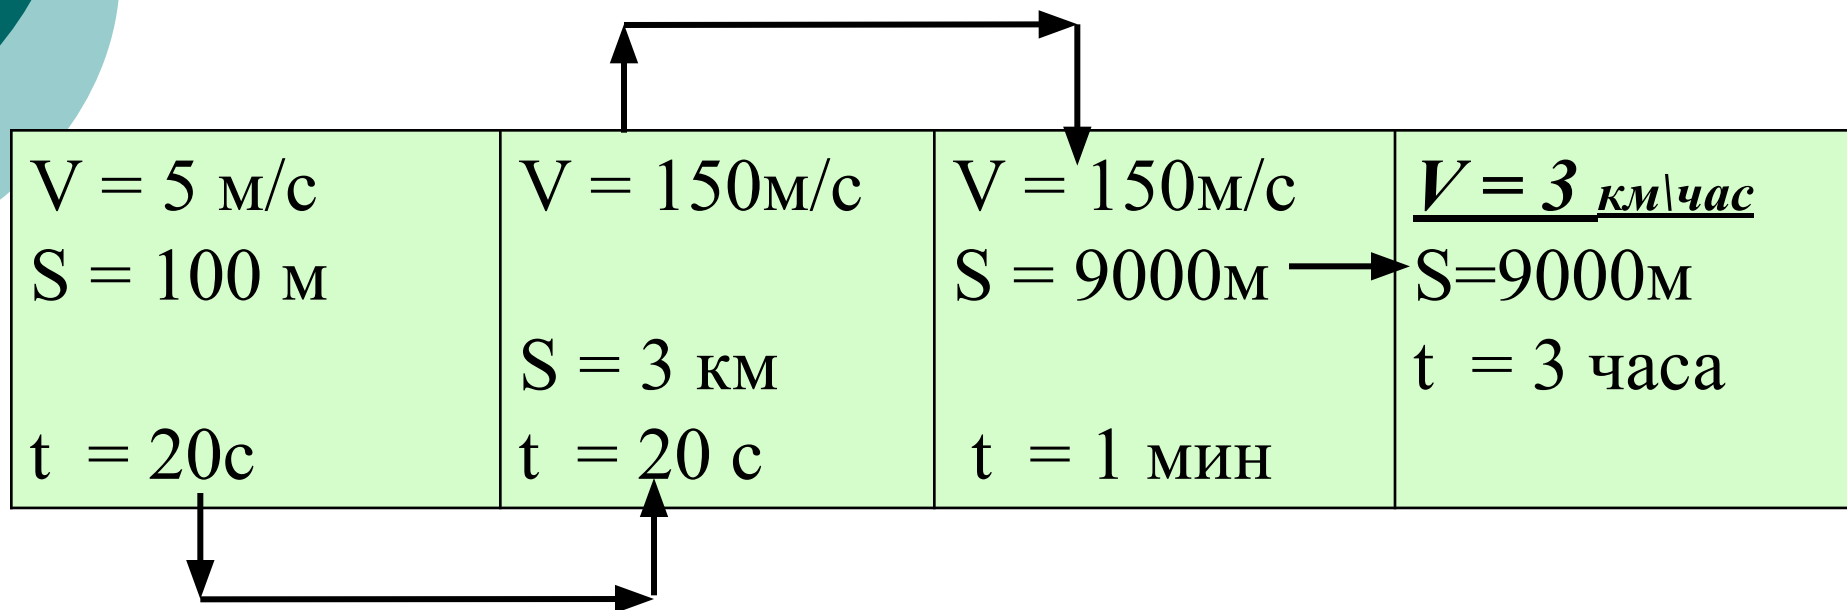 V = 5 м/с
S = 100 м
t = 20с
V = 150м/с
S = 3 км
t = 20 с
V = 150м/с
S = 9000м
t = 1 мин
V = 3 км\час
S=9000м
t = 3 часа